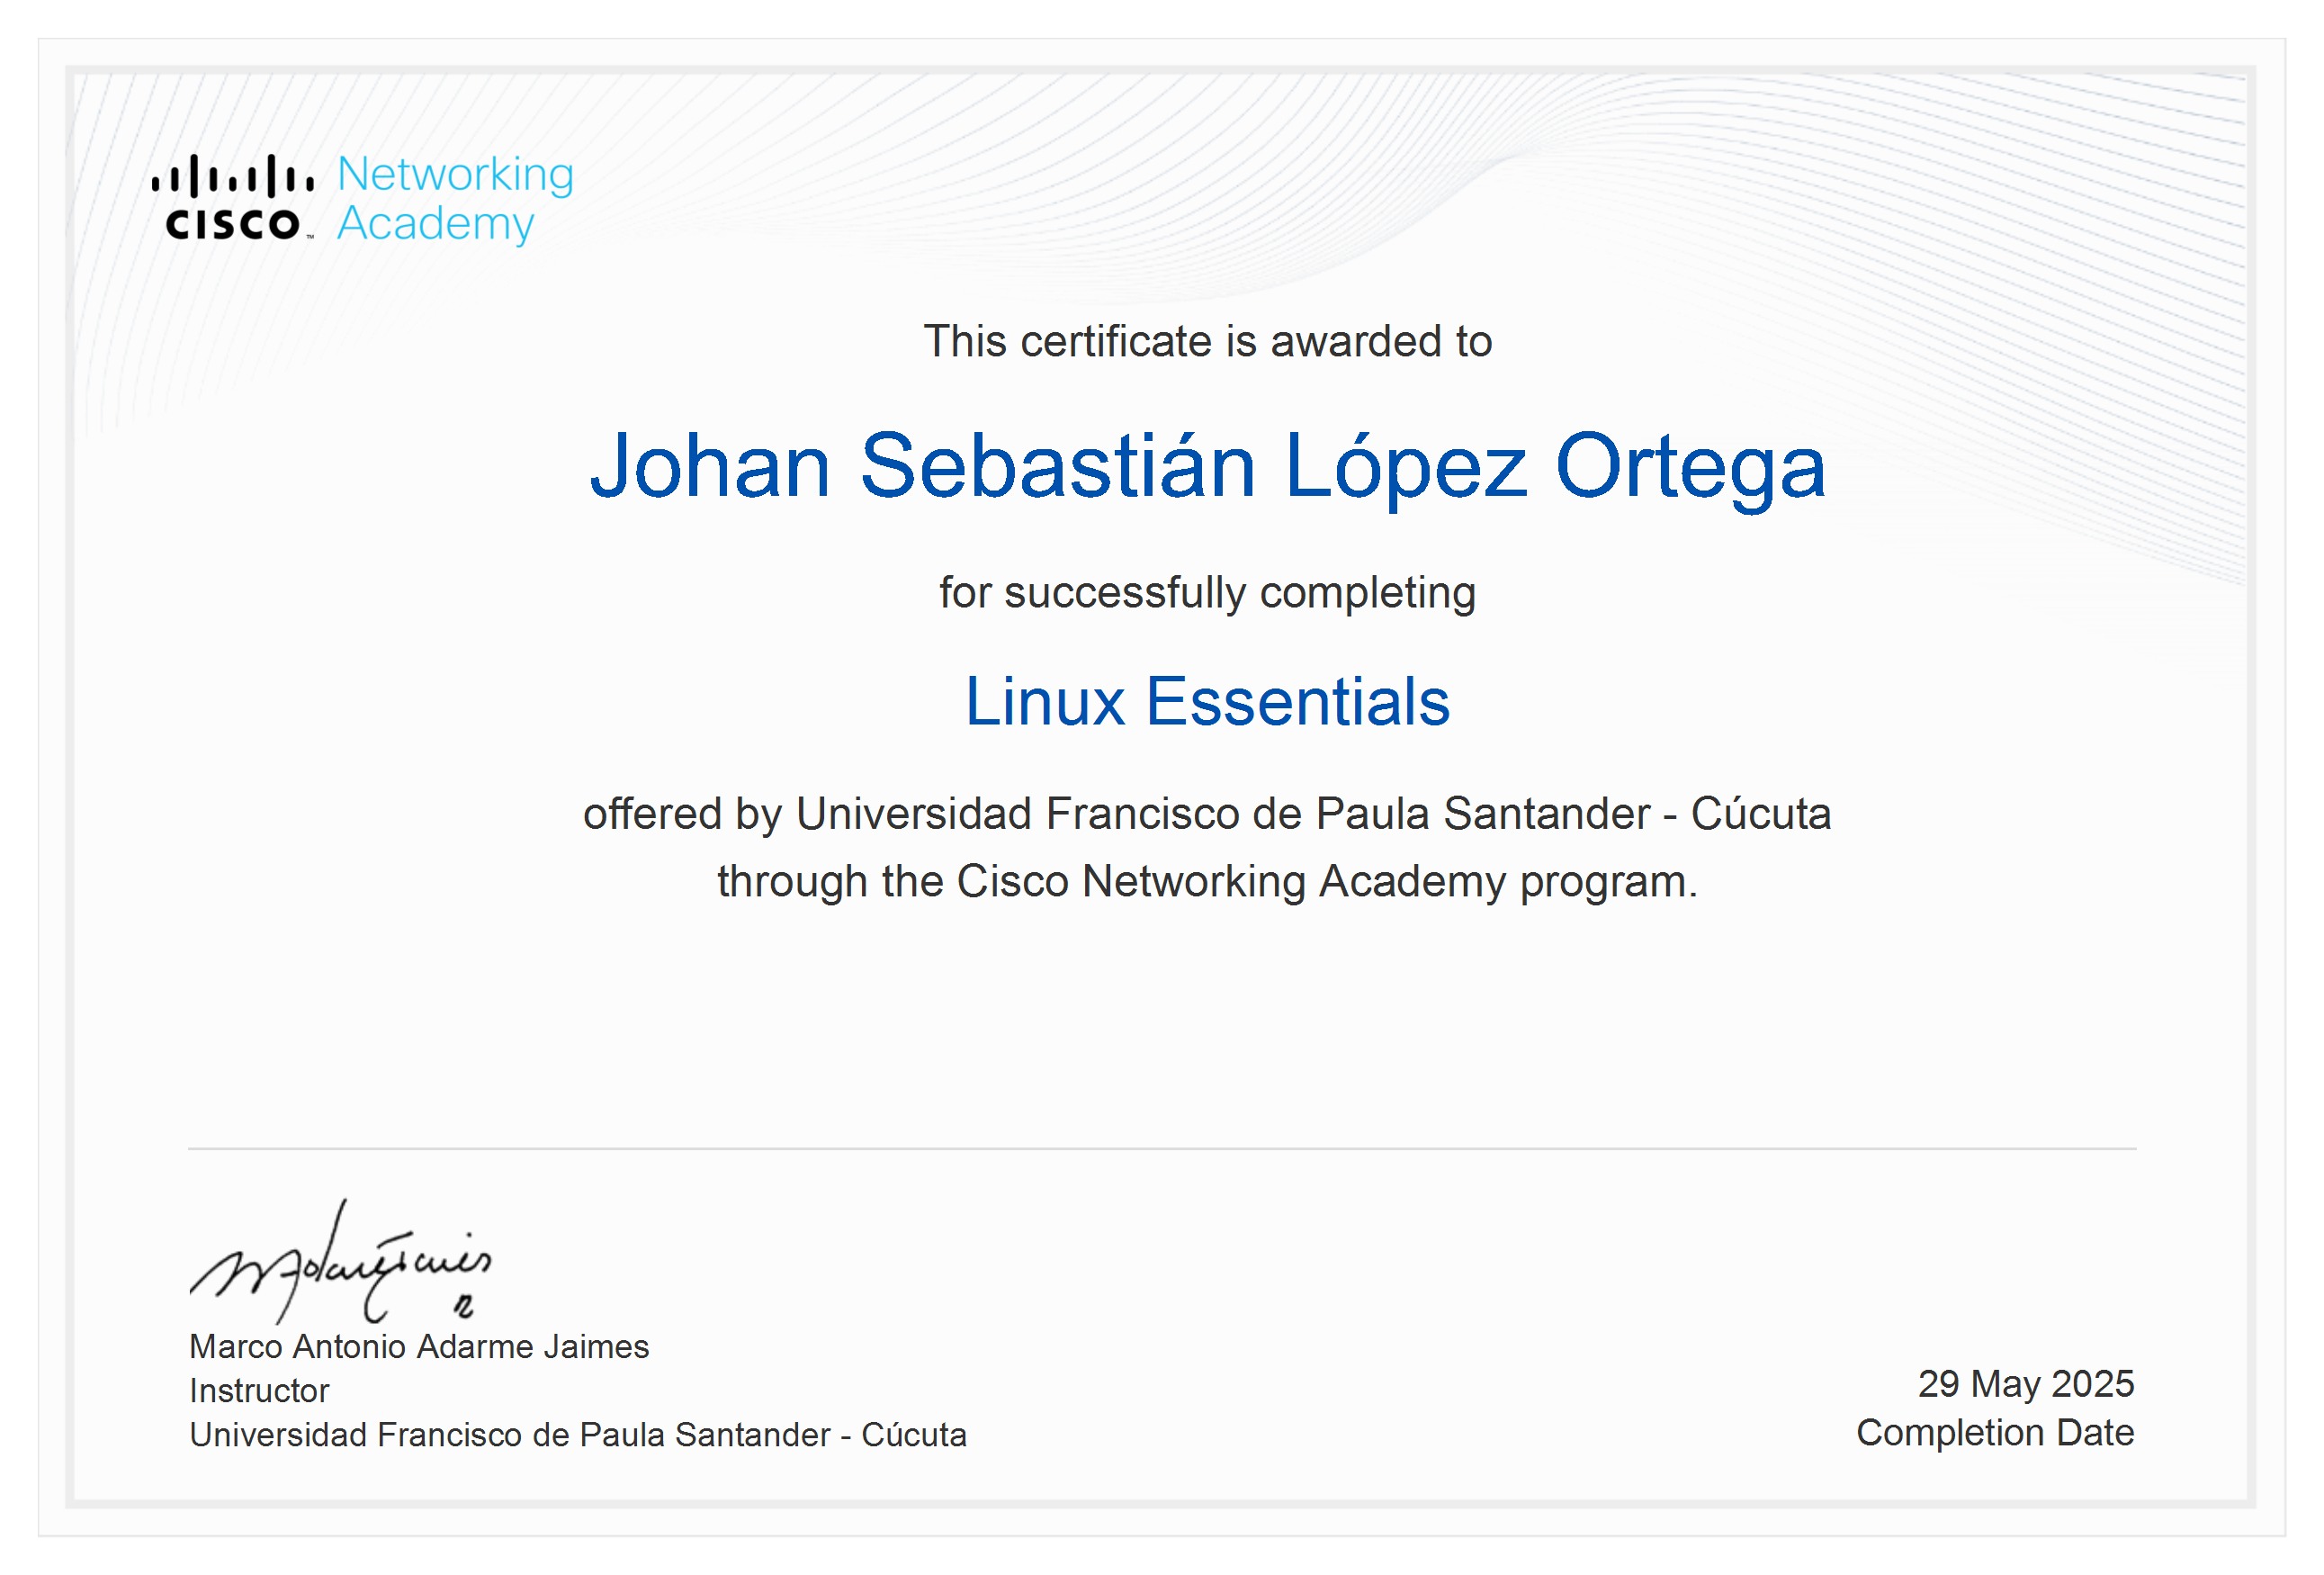 CISCO™ Networking
Academy
This certificate is awarded to
Johan Sebastián López Ortega
for successfully completing
Linux Essentials
offered by Universidad Francisco de Paula Santander - Cúcuta
through the Cisco Networking Academy program.
Marco Antonio Adarme Jaimes
Instructor
Universidad Francisco de Paula Santander - Cúcuta
29 May 2025
Completion Date